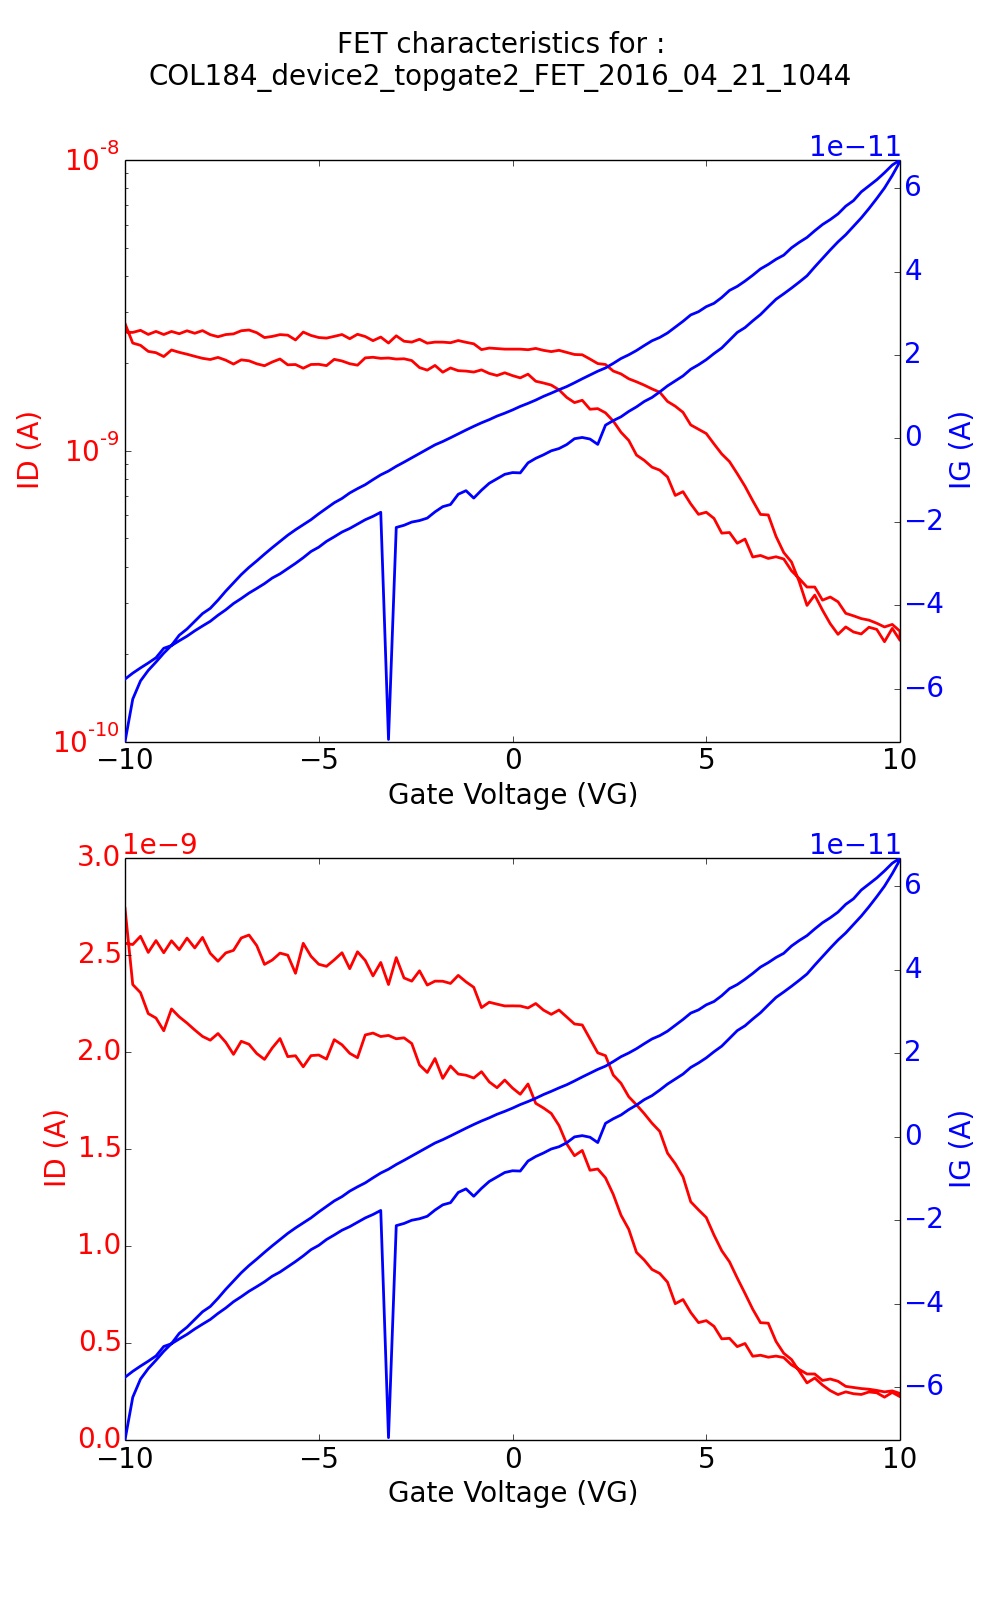 FET characteristics for :
COL184_device2_topgate2_FET_2016_04_21_1044
1e−11
10^-8
10^-9
10^-10
ID (A)
6
4
2
0
−2
−4
−6
IG (A)
−10 −5 0 5 10
Gate Voltage (VG)
1e−9
1e−11
3.0
2.5
2.0
1.5
1.0
0.5
0.0
ID (A)
6
4
2
0
−2
−4
−6
IG (A)
−10 −5 0 5 10
Gate Voltage (VG)